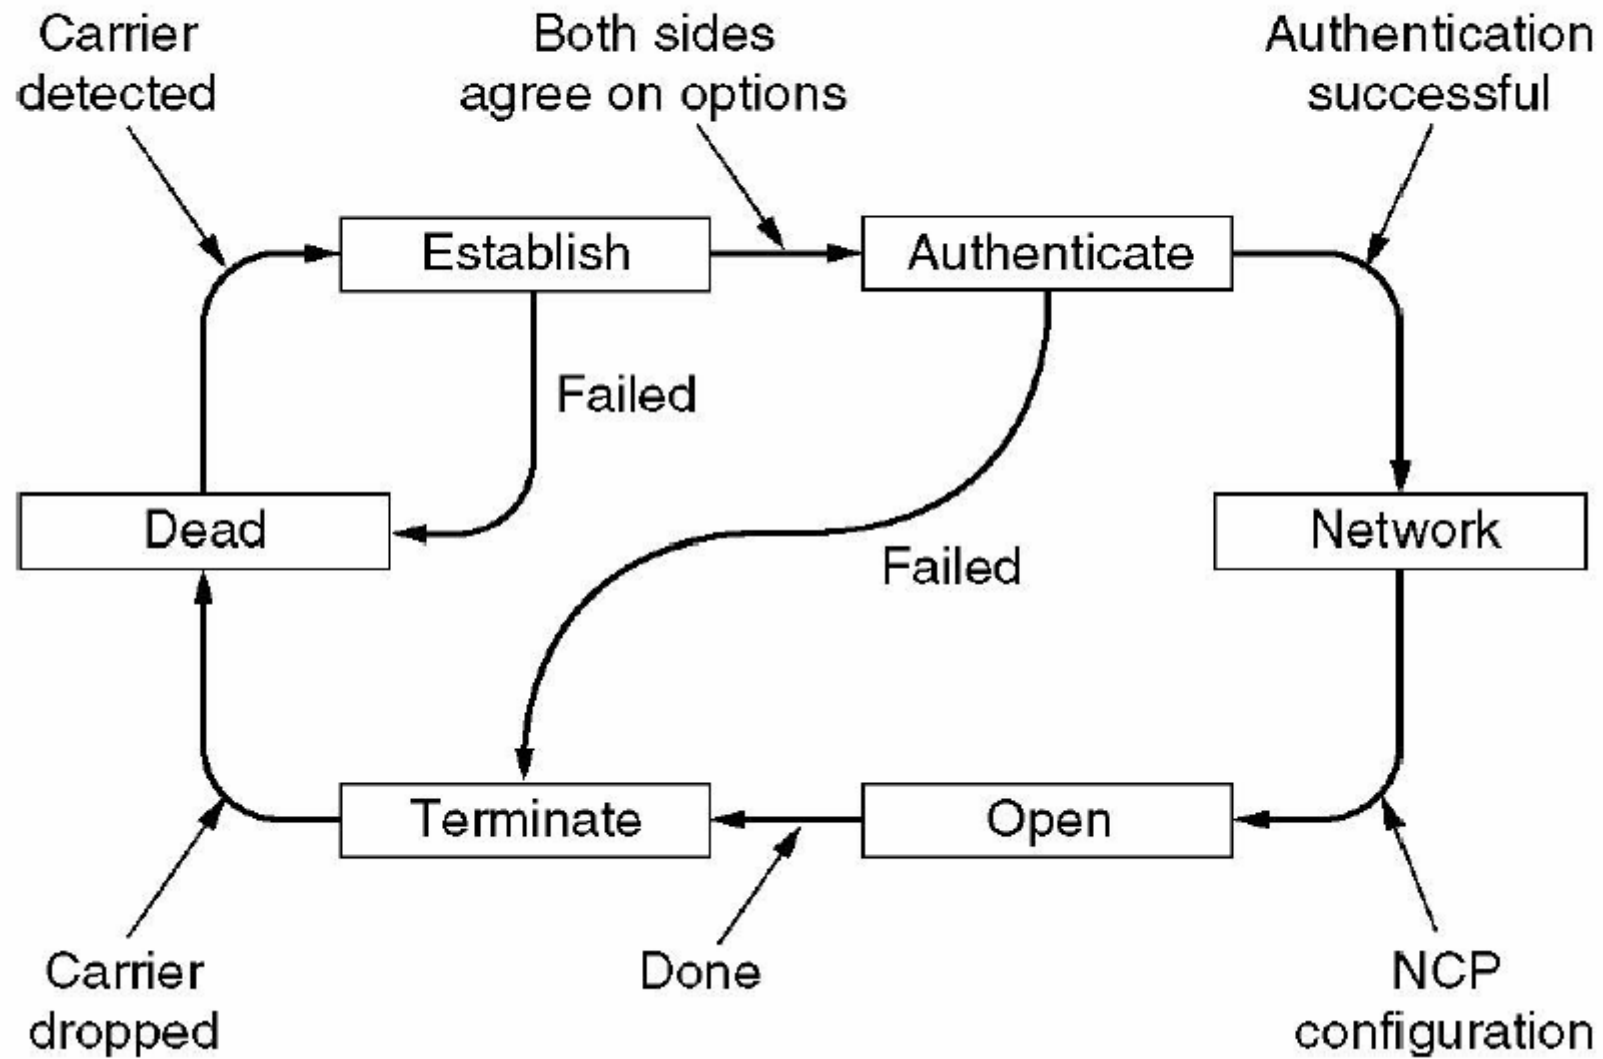 Carrier
detected
Both sides
agree on options
Authentication
successful
Establish
Authenticate
Failed
Dead
Failed
Network
Terminate
Open
Carrier
dropped
Done
NCP
configuration